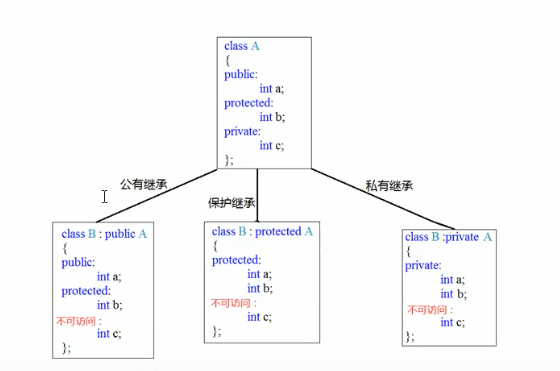 class A
{
public:
int a;
protected:
int b;
private:
int c;
};
公有继承
保护继承
私有继承
class B : public A
{
public:
int a;
protected:
int b;
不可访问：
int c;
};
class B : protected A
{
protected:
int a;
int b;
不可访问：
int c;
};
class B :private A
{
private:
int a;
int b;
不可访问：
int c;
};